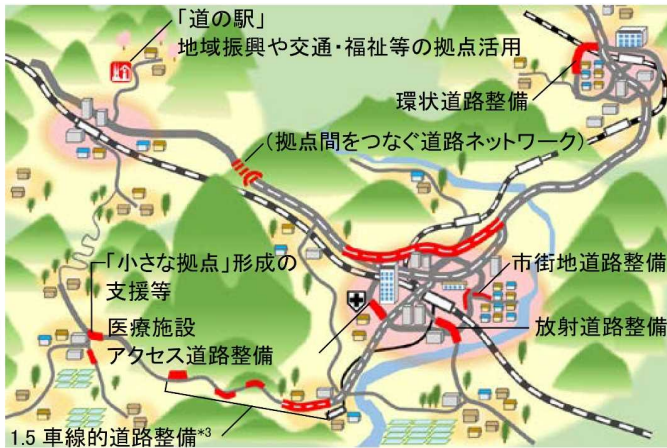 「道の駅」
地域振興や交通・福祉等の拠点活用
環状道路整備
(拠点間をつなぐ道路ネットワーク)
市街地道路整備
「小さな拠点」形成の
支援等
医療施設
アクセス道路整備
放射道路整備
1.5 車線的道路整備*3